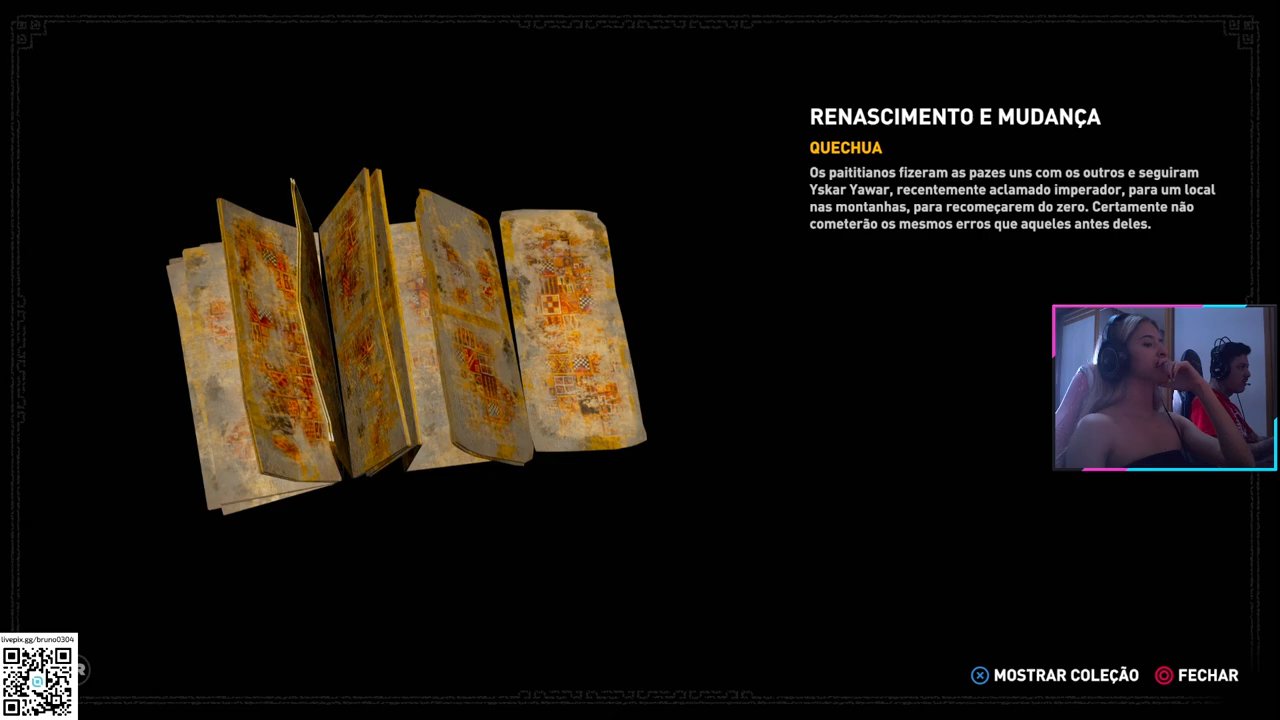 RENASCIMENTO E MUDANÇA
QUECHUA
Os paititianos fizeram as pazes uns com os outros e seguiram
Yskar Yawar, recentemente aclamado imperador, para um local
nas montanhas, para recomeçarem do zero. Certamente não
cometerão os mesmos erros que aqueles antes deles.
livepix.gg/bruno0304
R
MOSTRAR COLEÇÃO
FECHAR